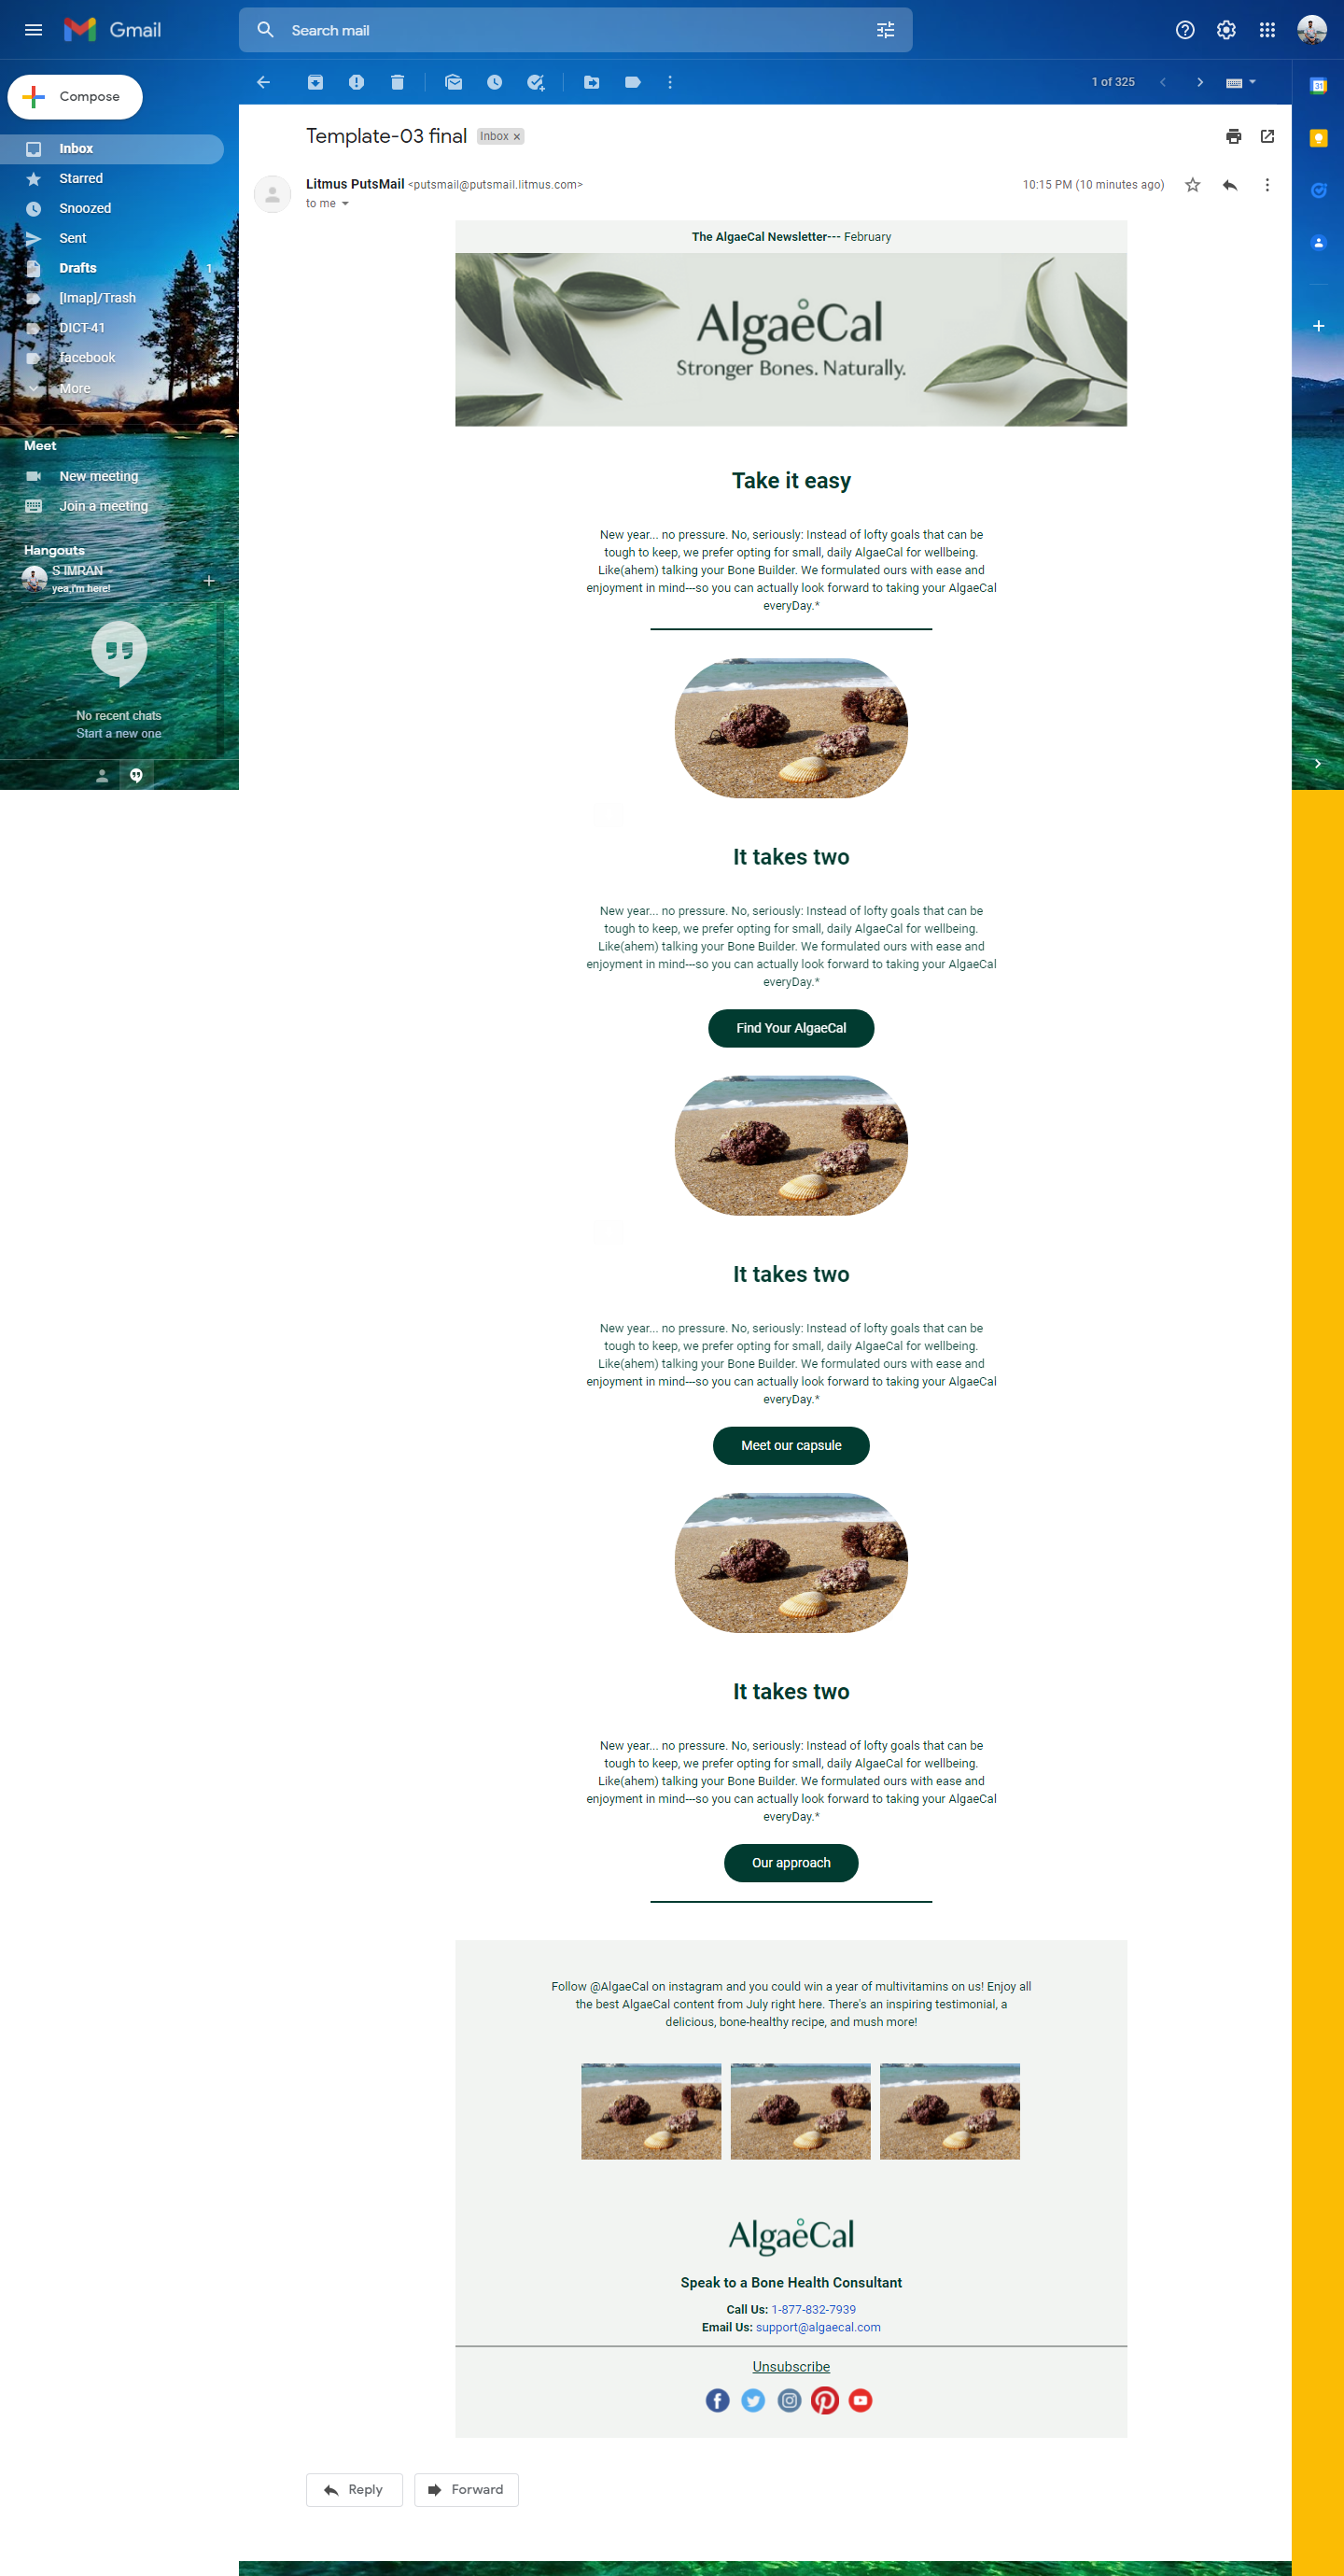 Gmail
Search mail
Compose
1 of 325
Inbox
Starred
Snoozed
Sent
Drafts 1
[Imap]/Trash
DICT-41
facebook
More
Meet
New meeting
Join a meeting
Hangouts
S IMRAN
yea,i'm here!
No recent chats
Start a new one
31
Template-03 final Inbox ×
Litmus PutsMail <putsmail@putsmail.litmus.com> 10:15 PM (10 minutes ago)
to me
The AlgaeCal Newsletter--- February
AlgaeCal
Stronger Bones. Naturally.
Take it easy
New year... no pressure. No, seriously: Instead of lofty goals that can be
tough to keep, we prefer opting for small, daily AlgaeCal for wellbeing.
Like(ahem) talking your Bone Builder. We formulated ours with ease and
enjoyment in mind---so you can actually look forward to taking your AlgaeCal
everyDay.*
It takes two
New year... no pressure. No, seriously: Instead of lofty goals that can be
tough to keep, we prefer opting for small, daily AlgaeCal for wellbeing.
Like(ahem) talking your Bone Builder. We formulated ours with ease and
enjoyment in mind---so you can actually look forward to taking your AlgaeCal
everyDay.*
Find Your AlgaeCal
It takes two
New year... no pressure. No, seriously: Instead of lofty goals that can be
tough to keep, we prefer opting for small, daily AlgaeCal for wellbeing.
Like(ahem) talking your Bone Builder. We formulated ours with ease and
enjoyment in mind---so you can actually look forward to taking your AlgaeCal
everyDay.*
Meet our capsule
It takes two
New year... no pressure. No, seriously: Instead of lofty goals that can be
tough to keep, we prefer opting for small, daily AlgaeCal for wellbeing.
Like(ahem) talking your Bone Builder. We formulated ours with ease and
enjoyment in mind---so you can actually look forward to taking your AlgaeCal
everyDay.*
Our approach
Follow @AlgaeCal on instagram and you could win a year of multivitamins on us! Enjoy all
the best AlgaeCal content from July right here. There's an inspiring testimonial, a
delicious, bone-healthy recipe, and mush more!
AlgaeCal
Speak to a Bone Health Consultant
Call Us: 1-877-832-7939
Email Us: support@algaecal.com
Unsubscribe
Reply
Forward